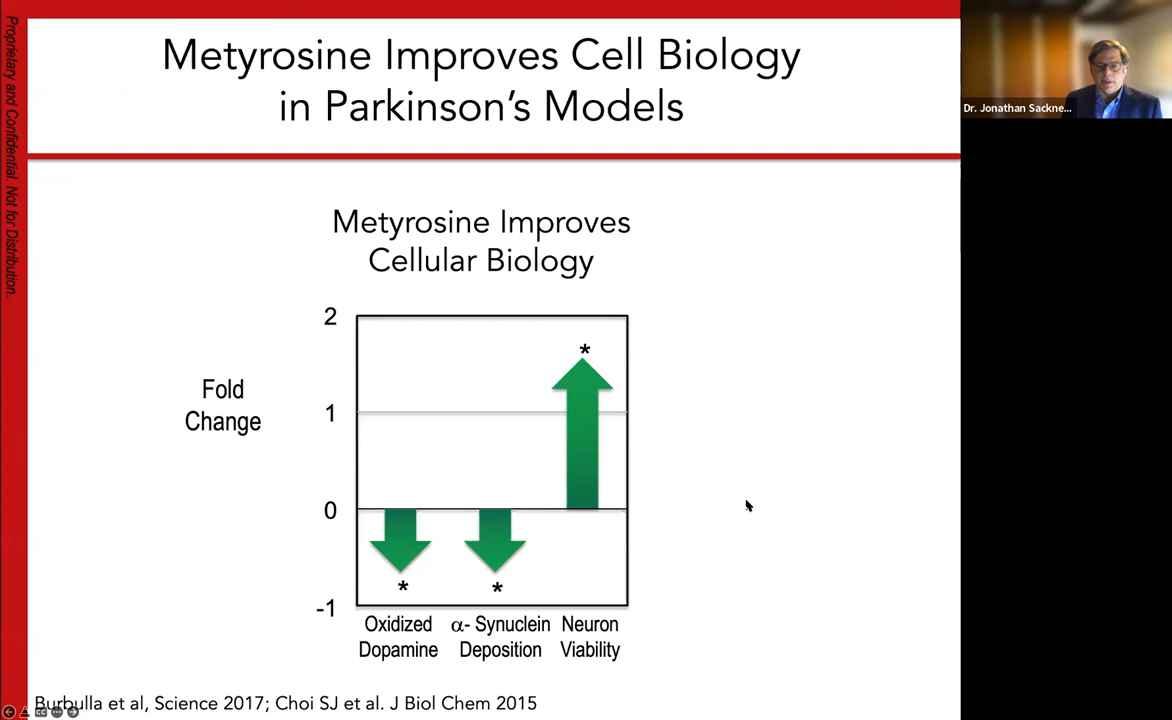 Proprietary and Confidential. Not for Distribution.
Metyrosine Improves Cell Biology
in Parkinson's Models
Dr. Jonathan Sackne...
Metyrosine Improves
Cellular Biology
Fold
Change
2
1
0
-1
*
*
*
Oxidized
Dopamine
α- Synuclein
Deposition
Neuron
Viability
Burbulla et al, Science 2017; Choi SJ et al. J Biol Chem 2015
CC